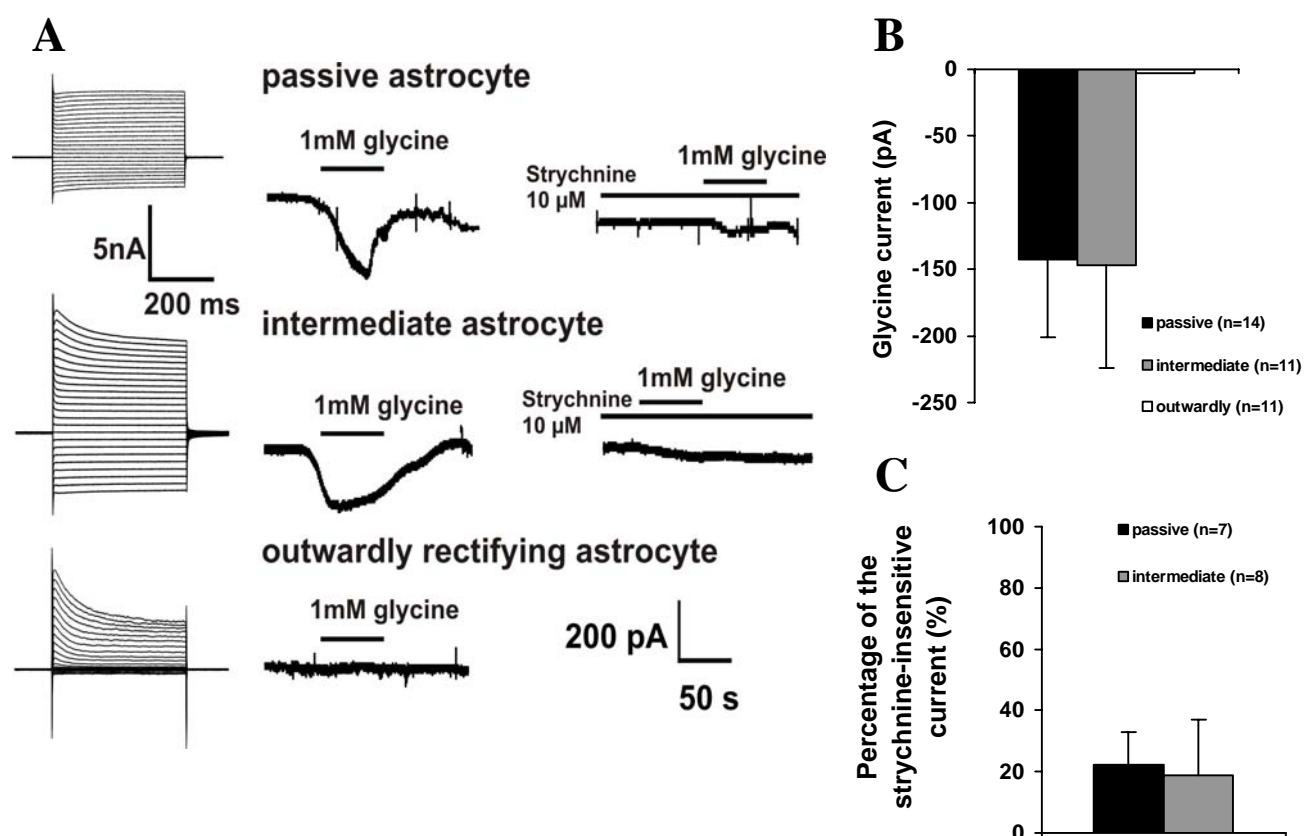 A
passive astrocyte
1mM glycine
Strychnine
10 µM
1mM glycine
5nA
200 ms
intermediate astrocyte
1mM glycine
Strychnine
10 µM
1mM glycine
outwardly rectifying astrocyte
1mM glycine
200 pA
50 s
B
Glycine current (pA)
0
-50
-100
-150
-200
-250
passive (n=14)
intermediate (n=11)
outwardly (n=11)
C
Percentage of the
strychnine-insensitive
current (%)
100
80
60
40
20
0
passive (n=7)
intermediate (n=8)